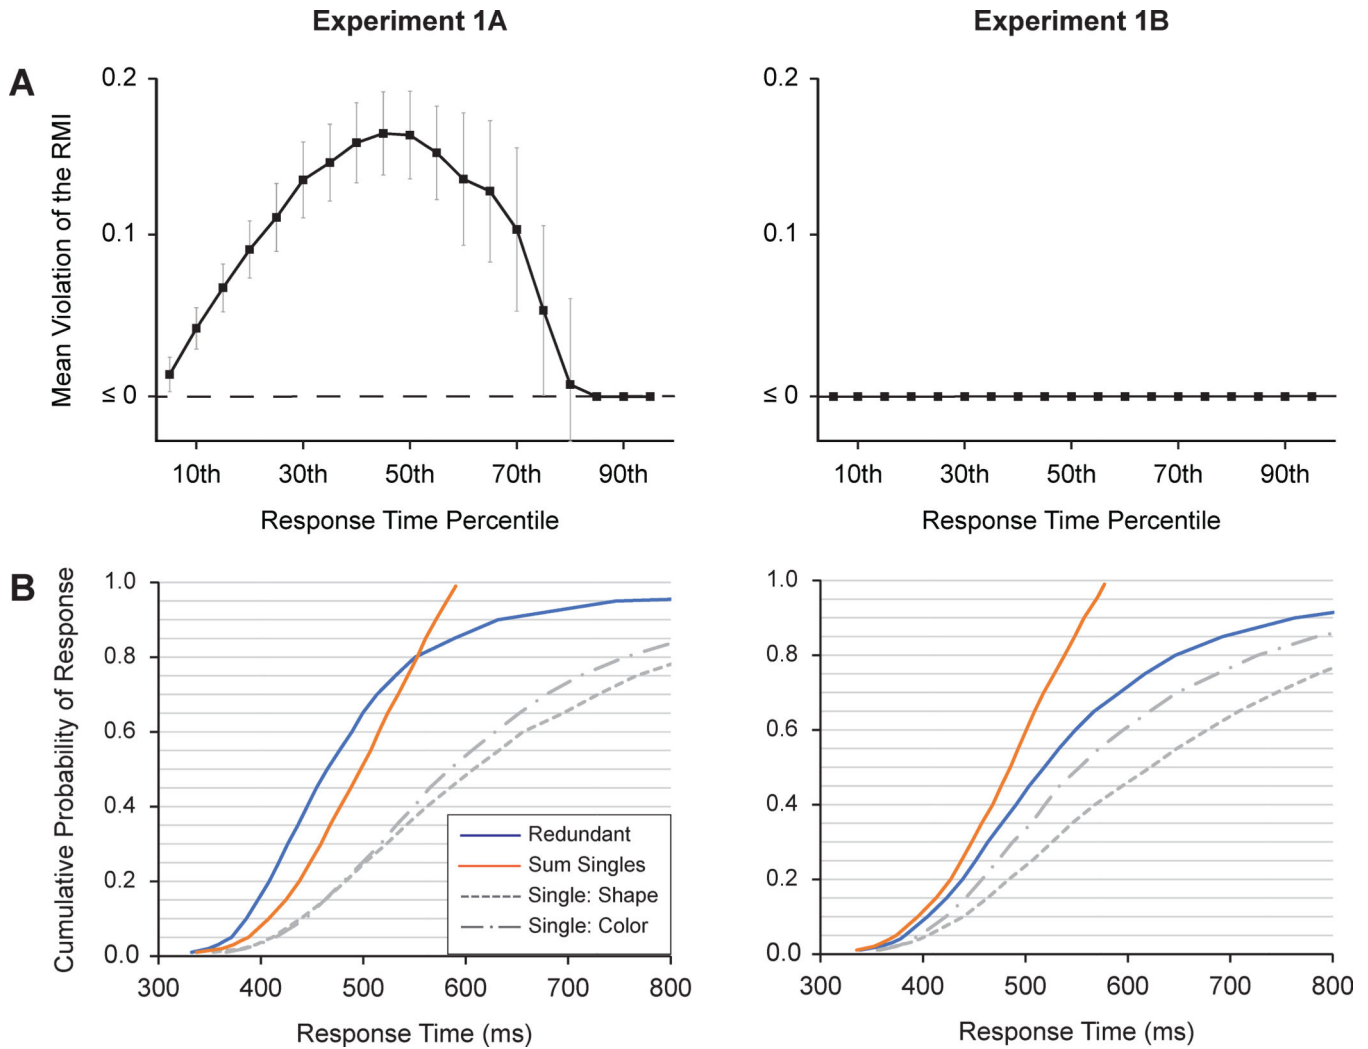 Experiment 1A
Experiment 1B
A
Mean Violation of the RMI
0.2
0.1
≤ 0
10th 30th 50th 70th 90th
Response Time Percentile
0.2
0.1
≤ 0
10th 30th 50th 70th 90th
Response Time Percentile
B
Cumulative Probability of Response
1.0
0.8
0.6
0.4
0.2
0.0
Redundant
Sum Singles
Single: Shape
Single: Color
300 400 500 600 700 800
Response Time (ms)
1.0
0.8
0.6
0.4
0.2
0.0
300 400 500 600 700 800
Response Time (ms)